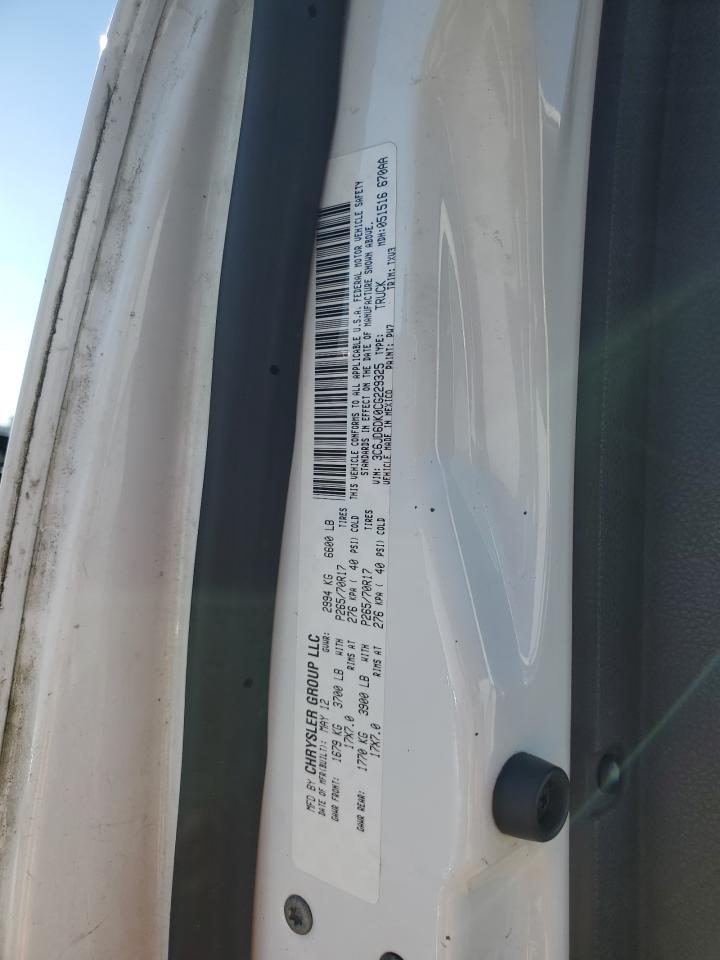 MFD BY CHRYSLER GROUP LLC
DATE OF MFR(BUILT): MAY 12 GVWR: 2994 KG 6600 LB
GAWR FRONT: 1679 KG 3700 LB WITH P265/70R17 TIRES
17X7.0 RIMS AT 276 KPA ( 40 PSI) COLD
GAWR REAR: 1770 KG 3900 LB WITH P265/70R17 TIRES
17X7.0 RIMS AT 276 KPA ( 40 PSI) COLD
THIS VEHICLE CONFORMS TO ALL APPLICABLE U.S.A. FEDERAL MOTOR VEHICLE SAFETY
STANDARDS IN EFFECT ON THE DATE OF MANUFACTURE SHOWN ABOVE.
VIN: 3C6JD6DK0CG229325 TYPE: TRUCK MDH:051516 670AA
VEHICLE MADE IN MEXICO PAINT: PW7 TRIM: TXV3